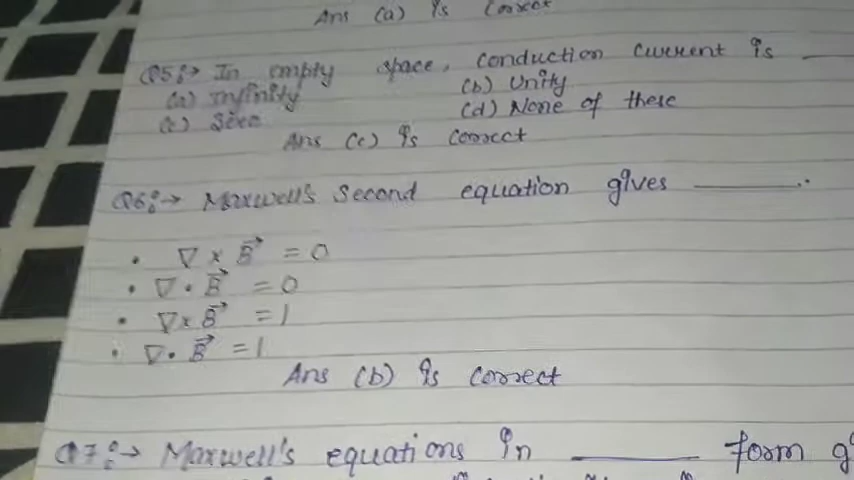 Ans (a) is correct
Q5:→ In empty space, conduction current is ___
(a) Infinity (b) Unity
(c) Zero (d) None of these
Ans (c) is correct
Q6:→ Maxwell's Second equation gives ______.
• ∇ × B⃗ = 0
• ∇ • B⃗ = 0
• ∇ × B⃗ = 1
• ∇ • B⃗ = 1
Ans (b) is correct
Q7:→ Maxwell's equations in ______ form